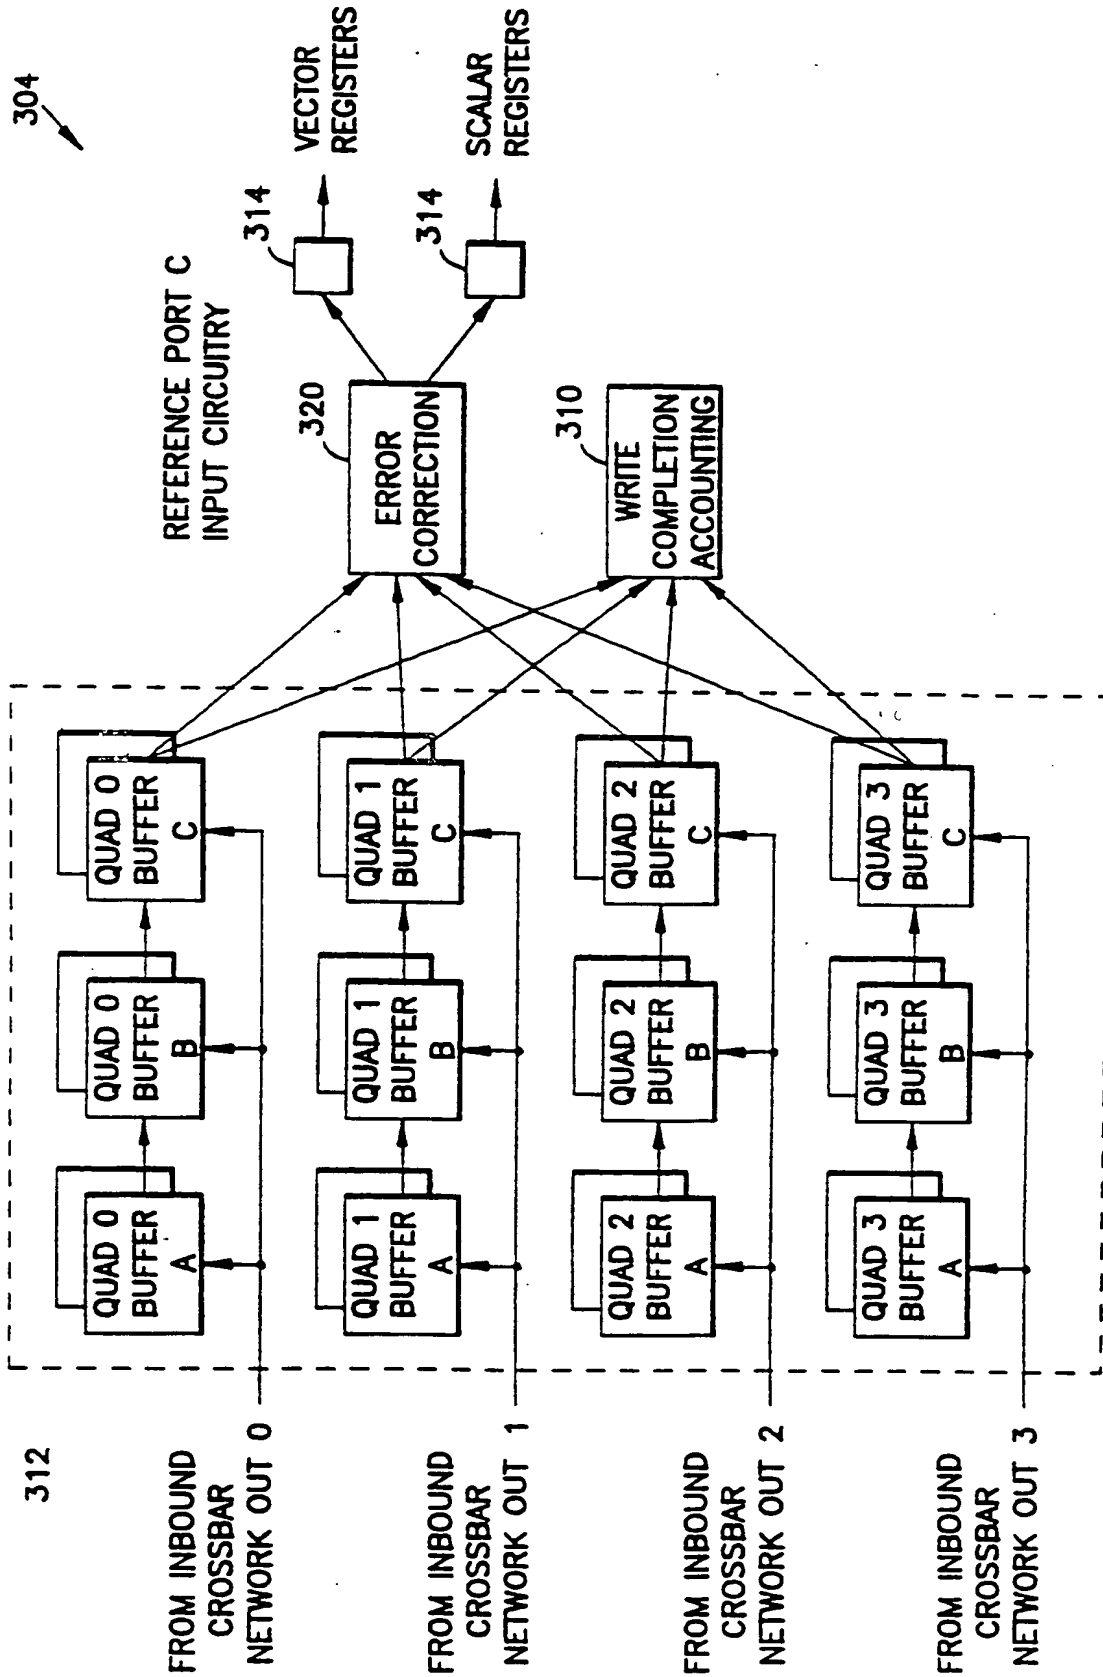 304
REFERENCE PORT C
INPUT CIRCUITRY
312
FROM INBOUND
CROSSBAR
NETWORK OUT 0
QUAD 0
BUFFER
A
QUAD 0
BUFFER
B
QUAD 0
BUFFER
C
FROM INBOUND
CROSSBAR
NETWORK OUT 1
QUAD 1
BUFFER
A
QUAD 1
BUFFER
B
QUAD 1
BUFFER
C
FROM INBOUND
CROSSBAR
NETWORK OUT 2
QUAD 2
BUFFER
A
QUAD 2
BUFFER
B
QUAD 2
BUFFER
C
FROM INBOUND
CROSSBAR
NETWORK OUT 3
QUAD 3
BUFFER
A
QUAD 3
BUFFER
B
QUAD 3
BUFFER
C
320
ERROR
CORRECTION
310
WRITE
COMPLETION
ACCOUNTING
314
VECTOR
REGISTERS
314
SCALAR
REGISTERS